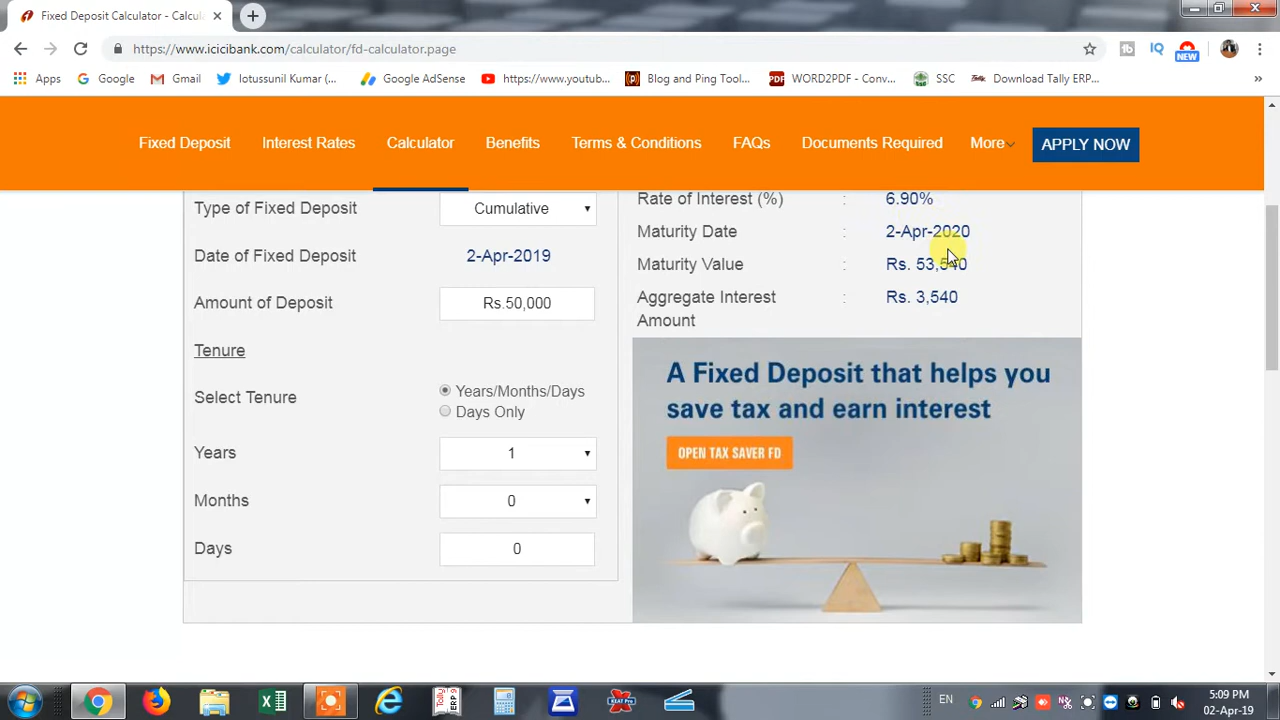 Fixed Deposit Calculator - Calcul
https://www.icicibank.com/calculator/fd-calculator.page
NEW
Apps Google Gmail lotussunil Kumar (... Google AdSense https://www.youtub... Blog and Ping Tool... WORD2PDF - Conv... SSC Download Tally ERP... »
Fixed Deposit Interest Rates Calculator Benefits Terms & Conditions FAQs Documents Required More APPLY NOW
Type of Fixed Deposit Cumulative
Date of Fixed Deposit 2-Apr-2019
Amount of Deposit Rs.50,000
Tenure
Select Tenure Years/Months/Days
Days Only
Years 1
Months 0
Days 0
Rate of Interest (%) : 6.90%
Maturity Date : 2-Apr-2020
Maturity Value : Rs. 53,540
Aggregate Interest : Rs. 3,540
Amount
A Fixed Deposit that helps you
save tax and earn interest
OPEN TAX SAVER FD
EN
5:09 PM
02-Apr-19